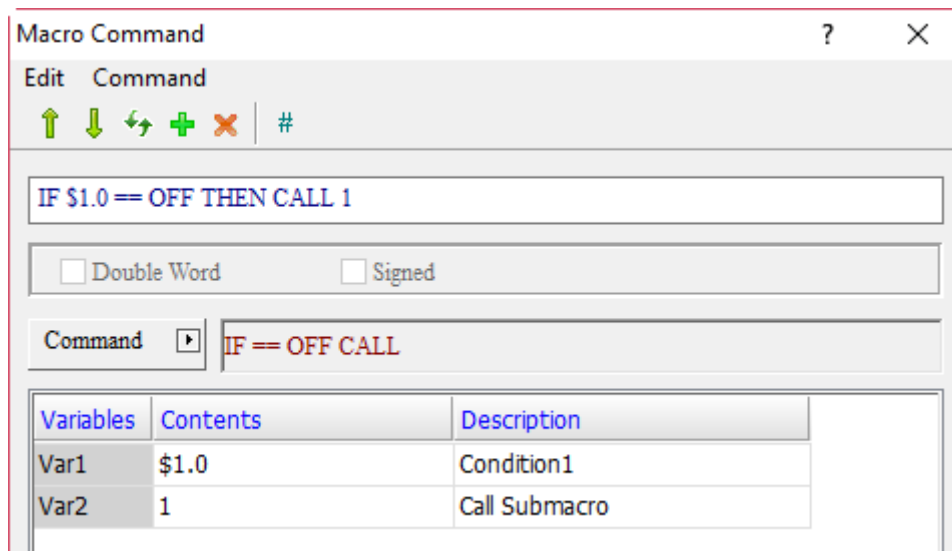 Macro Command ?
Edit Command
#
IF $1.0 == OFF THEN CALL 1
Double Word Signed
Command IF == OFF CALL
Variables Contents Description
Var1 $1.0 Condition1
Var2 1 Call Submacro